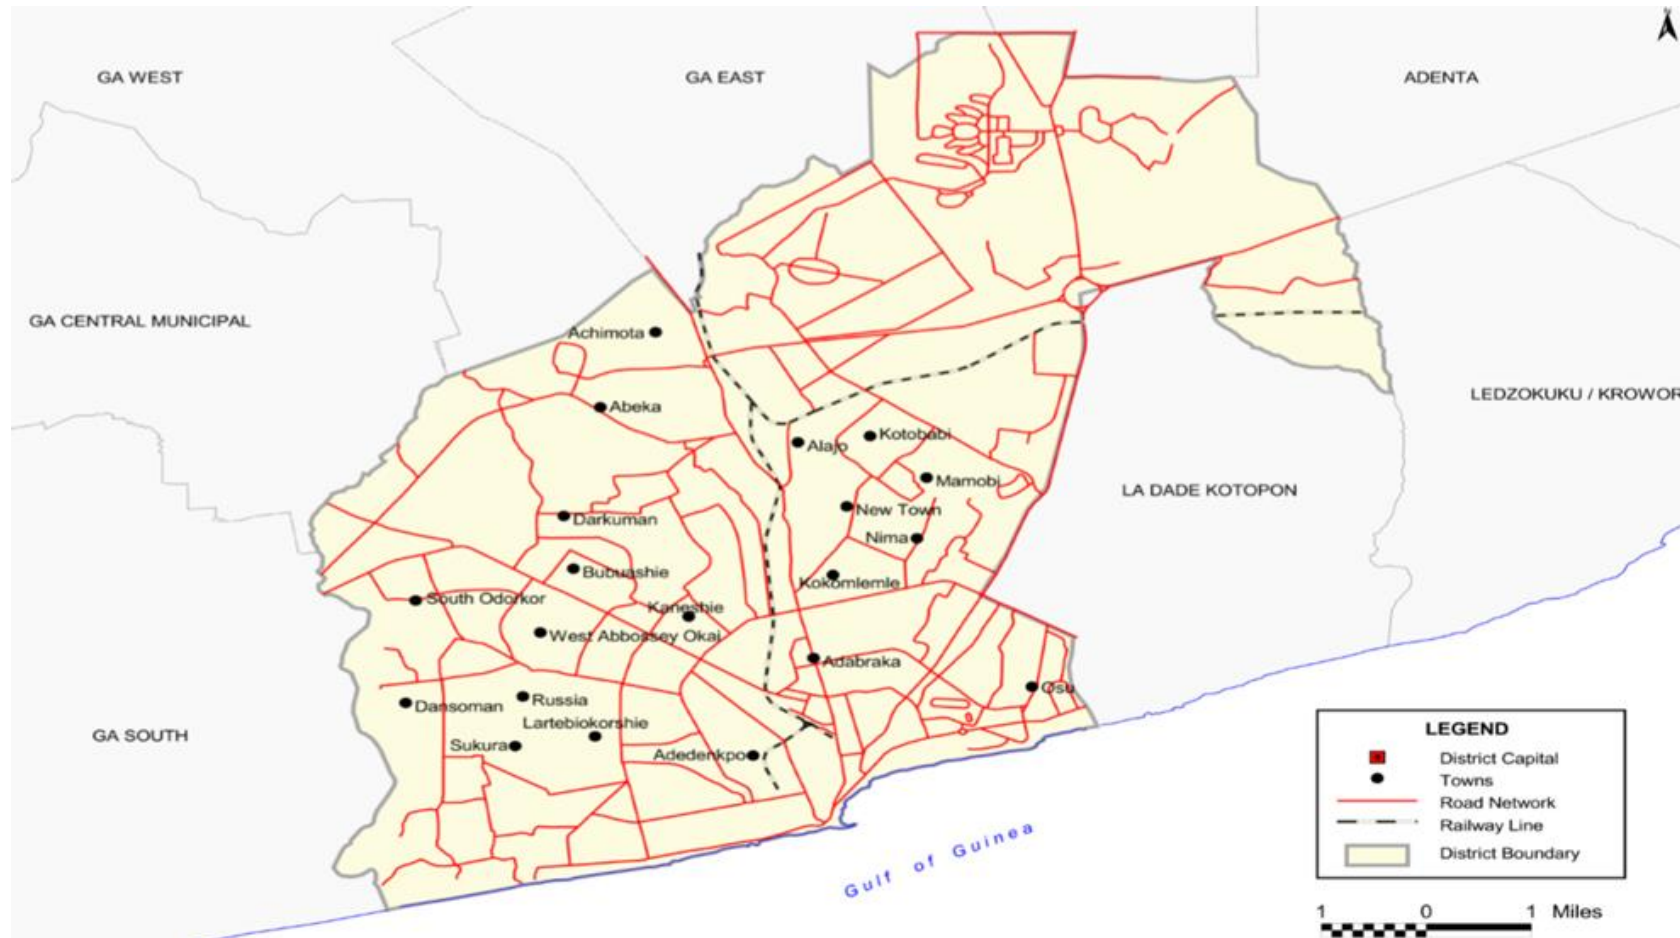 N
GA WEST
GA EAST
ADENTA
GA CENTRAL MUNICIPAL
Achimota
LEDZOKUKU / KROWOR
Abeka
Kotobabi
Alajo
Mamobi
LA DADE KOTOPON
New Town
Darkuman
Nima
Bubuashie
Kokomlemle
South Odorkor
Kaneshie
West Abbossey Okai
Adabraka
Osu
Russia
Dansoman
Lartebiokorshie
GA SOUTH
Sukura
Adedenkpo
Gulf of Guinea
LEGEND
District Capital
Towns
Road Network
Railway Line
District Boundary
1 0 1 Miles